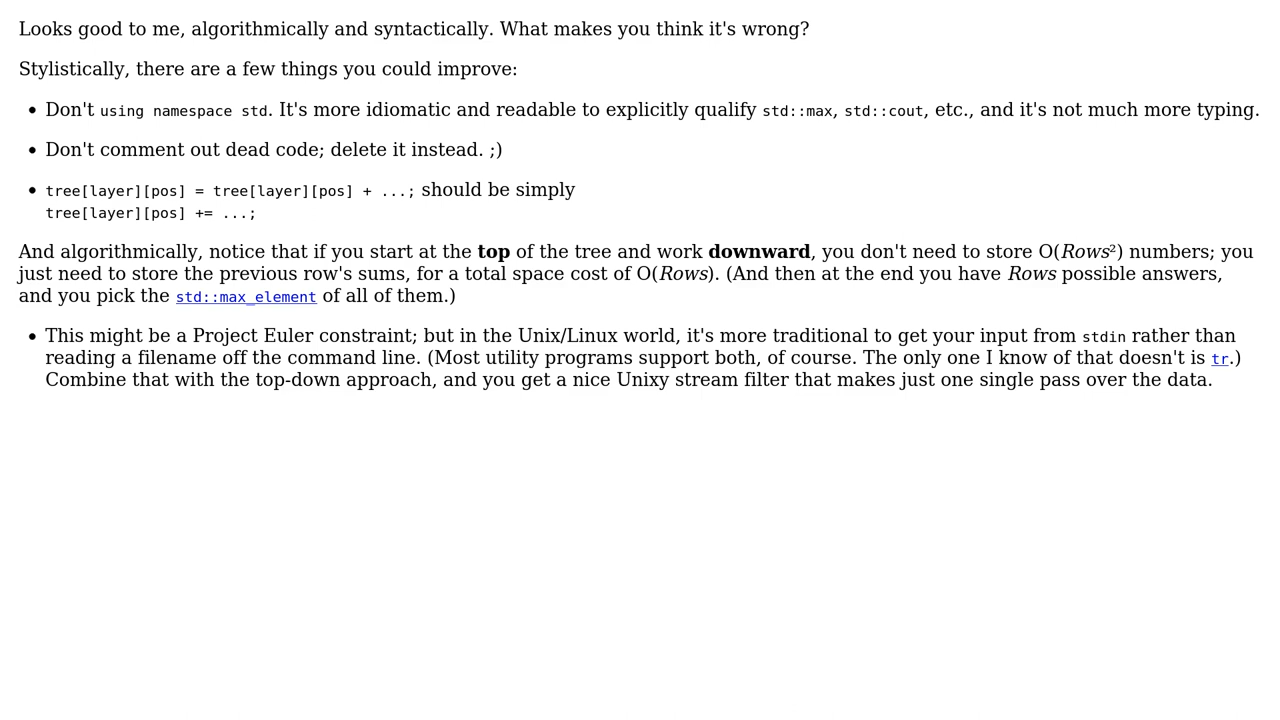 Looks good to me, algorithmically and syntactically. What makes you think it's wrong?
Stylistically, there are a few things you could improve:
• Don't using namespace std. It's more idiomatic and readable to explicitly qualify std::max, std::cout, etc., and it's not much more typing.
• Don't comment out dead code; delete it instead. ;)
• tree[layer][pos] = tree[layer][pos] + ...; should be simply
tree[layer][pos] += ...;
And algorithmically, notice that if you start at the top of the tree and work downward, you don't need to store O(Rows²) numbers; you
just need to store the previous row's sums, for a total space cost of O(Rows). (And then at the end you have Rows possible answers,
and you pick the std::max_element of all of them.)
• This might be a Project Euler constraint; but in the Unix/Linux world, it's more traditional to get your input from stdin rather than
reading a filename off the command line. (Most utility programs support both, of course. The only one I know of that doesn't is tr.)
Combine that with the top-down approach, and you get a nice Unixy stream filter that makes just one single pass over the data.